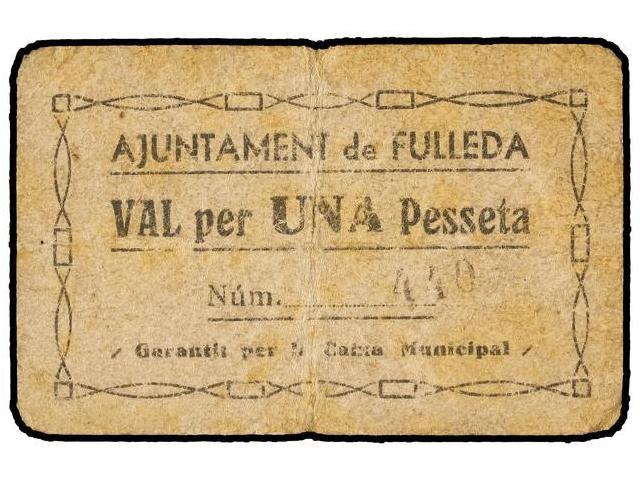 AJUNTAMENT de FULLEDA
VAL per UNA Pesseta
Núm. 440
Garantit per la Caixa Municipal